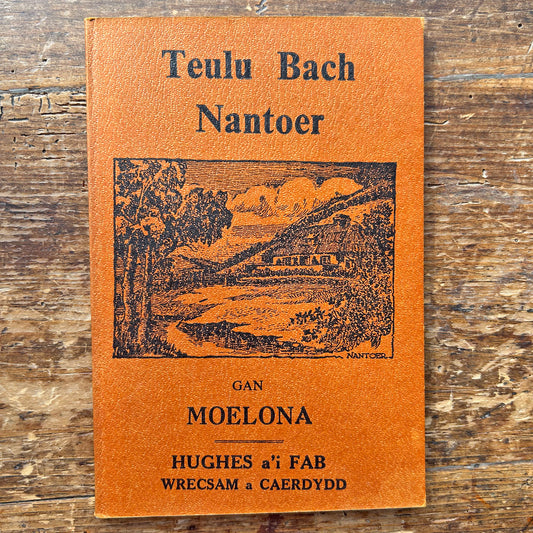 Teulu Bach
Nantoer
NANTOER
GAN
MOELONA
HUGHES a'i FAB
WRECSAM a CAERDYDD